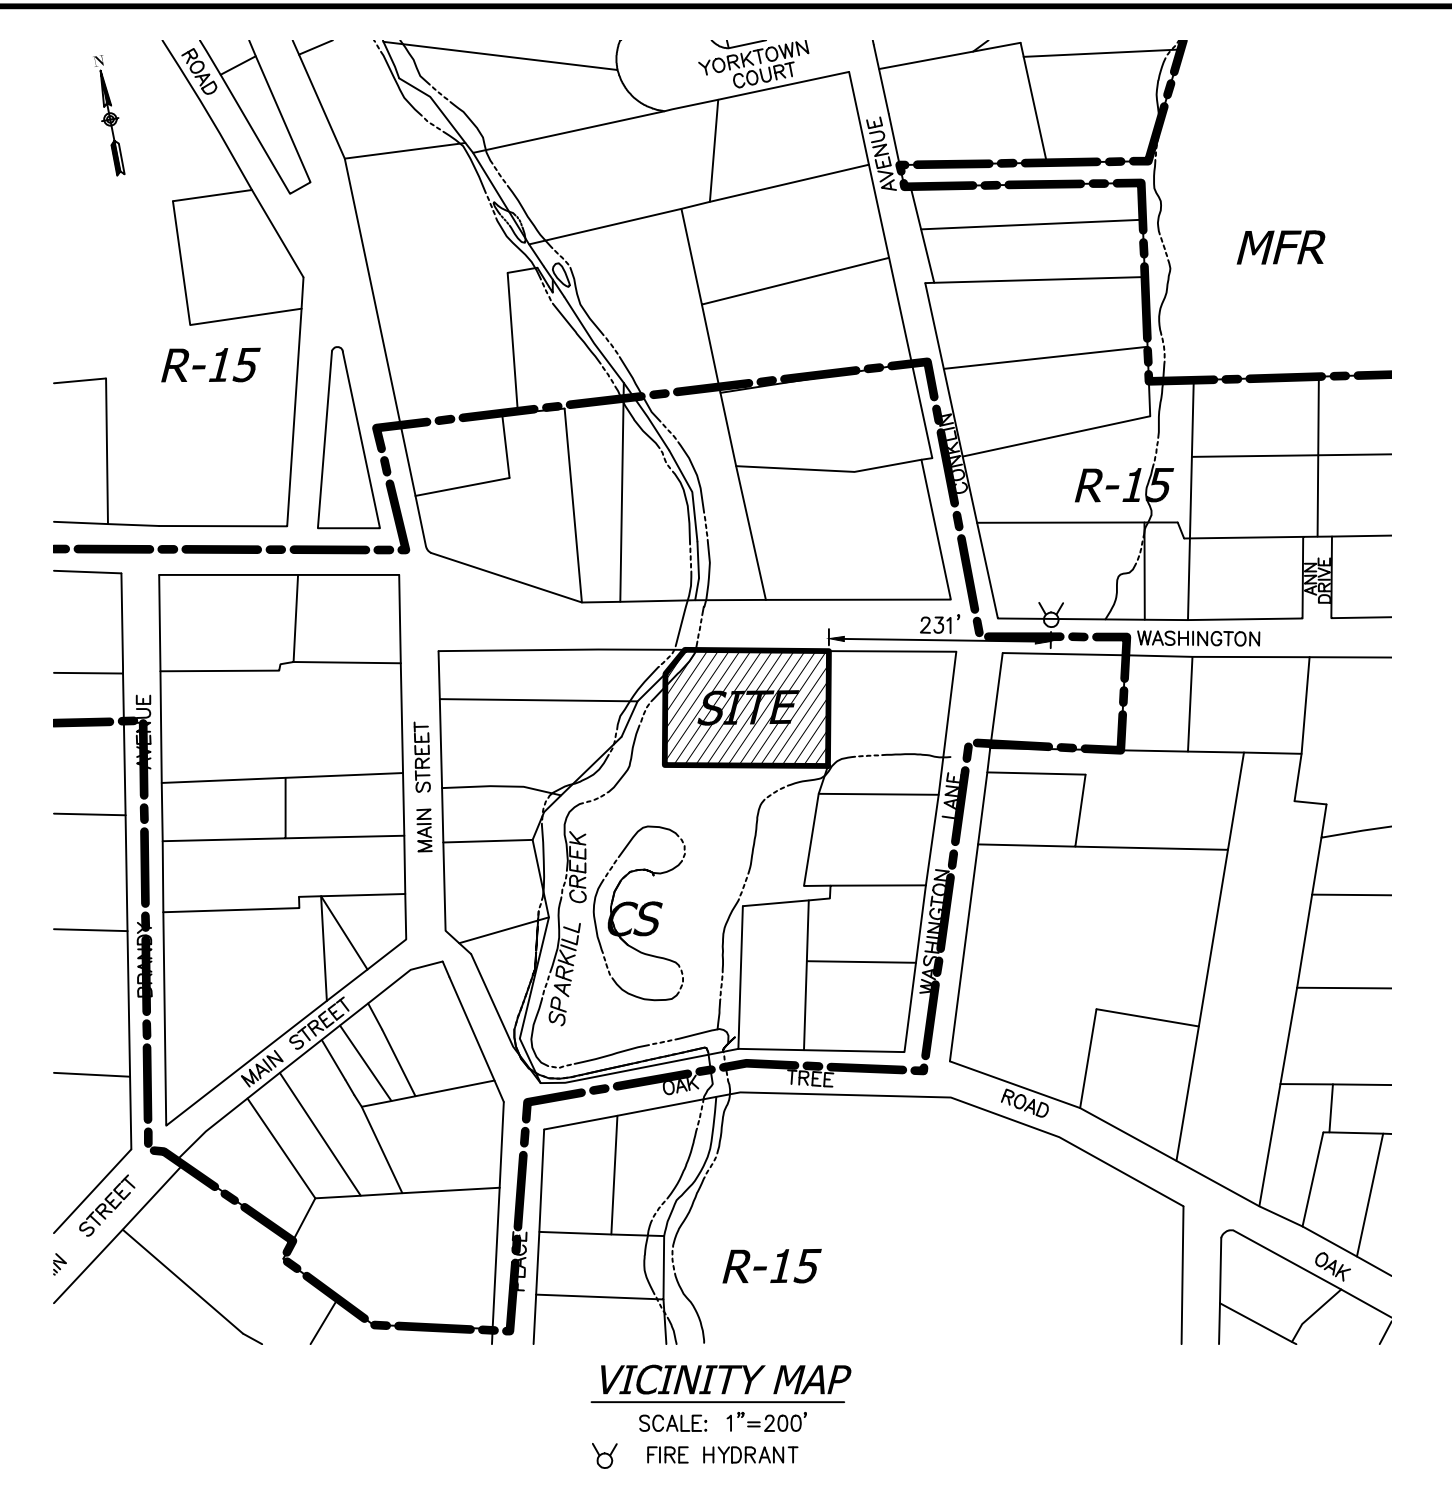 N
ROAD
YORKTOWN
COURT
AVENUE
MFR
R-15
CONKLIN
R-15
ANN
DRIVE
231'
WASHINGTON
SITE
AVENUE
MAIN STREET
LANE
SPARKILL CREEK
CS
BRANDY
WASHINGTON
MAIN STREET
OAK
TREE
ROAD
STREET
PLACE
R-15
OAK
VICINITY MAP
SCALE: 1"=200'
FIRE HYDRANT